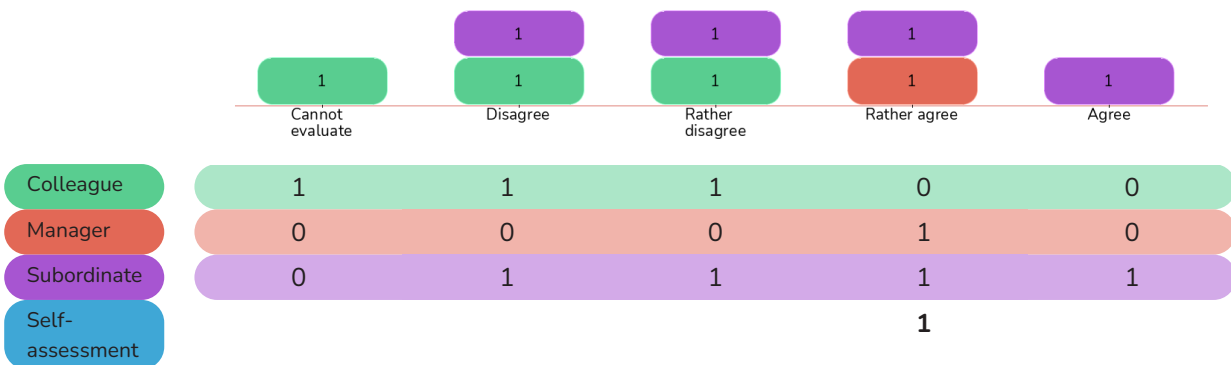 1 1 1
1 1 1 1 1
Cannot evaluate Disagree Rather disagree Rather agree Agree
Colleague 1 1 1 0 0
Manager 0 0 0 1 0
Subordinate 0 1 1 1 1
Self-assessment 1